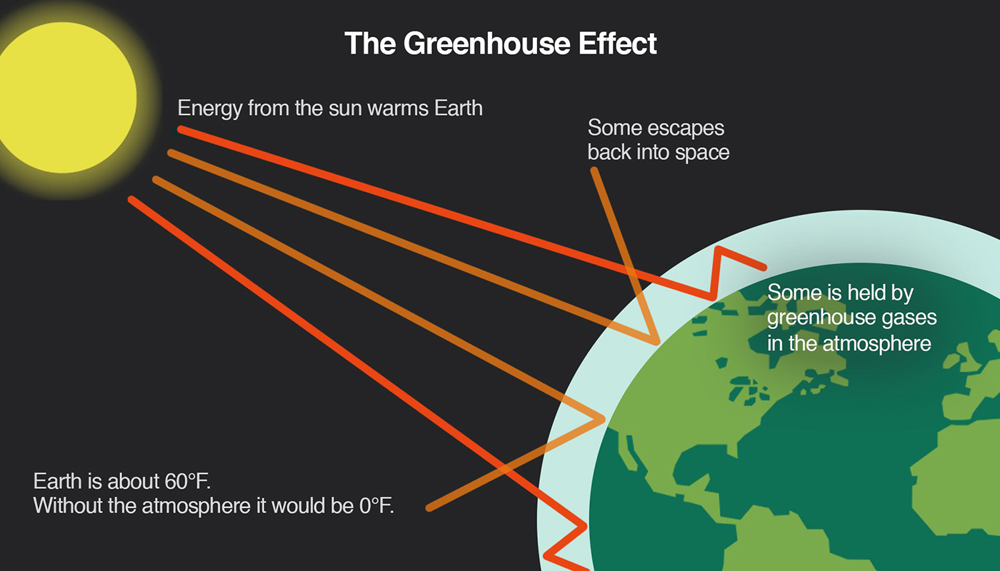 The Greenhouse Effect
Energy from the sun warms Earth
Some escapes
back into space
Some is held by
greenhouse gases
in the atmosphere
Earth is about 60°F.
Without the atmosphere it would be 0°F.